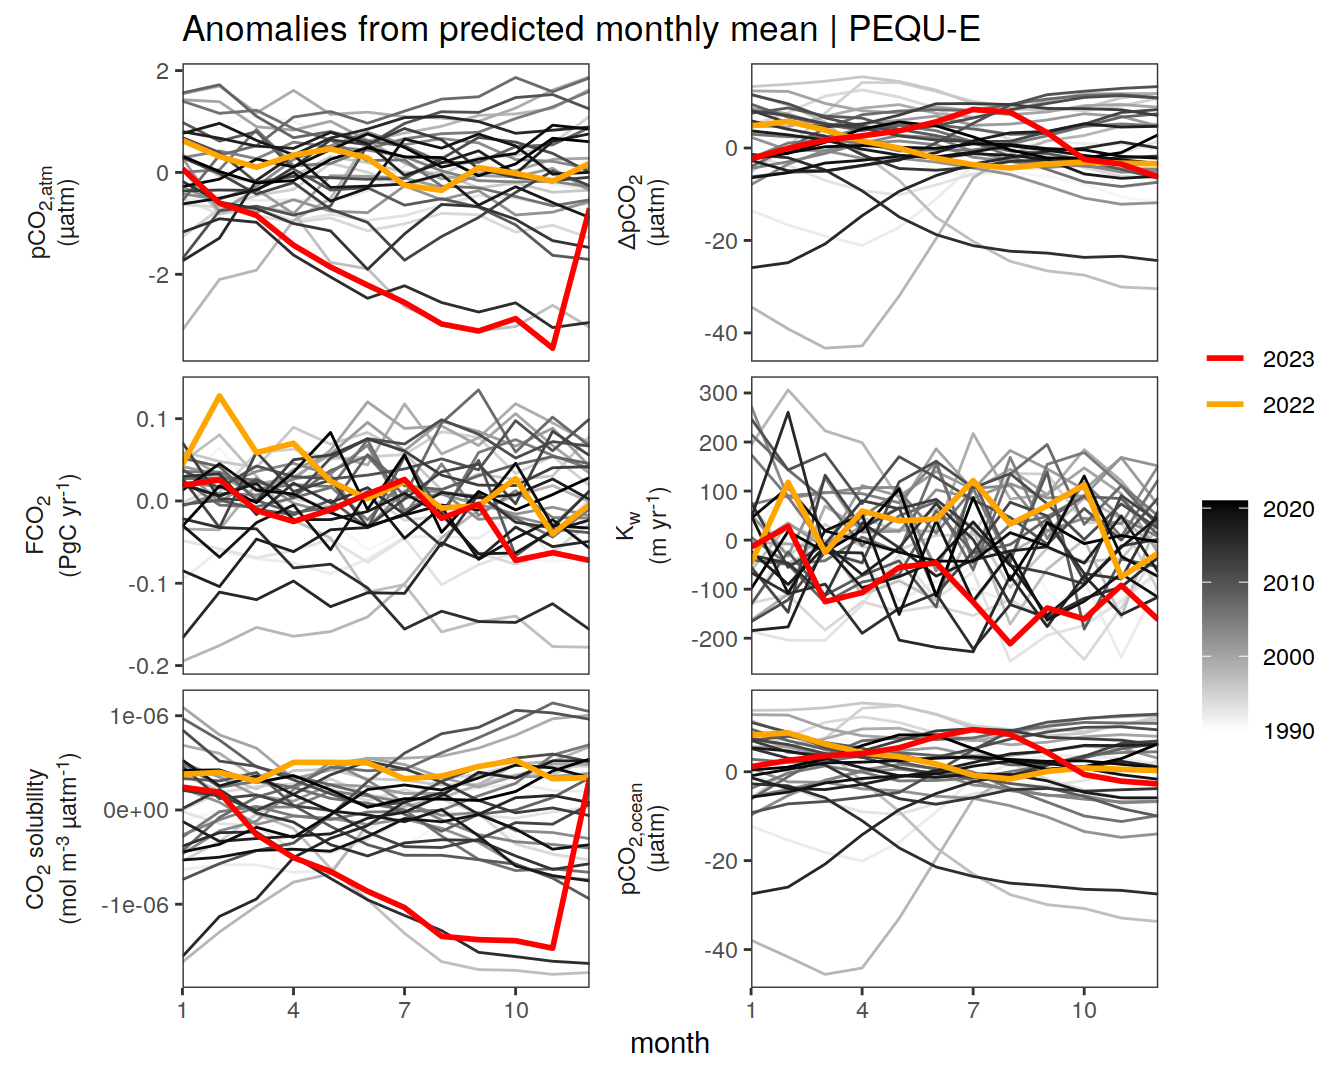 Anomalies from predicted monthly mean | PEQU-E
pCO2,atm
(µatm)
2
0
-2
ΔpCO2
(µatm)
0
-20
-40
FCO2
(PgC yr-1)
0.1
0.0
-0.1
-0.2
Kw
(m yr-1)
300
200
100
0
-100
-200
CO2 solubility
(mol m-3 µatm-1)
1e-06
0e+00
-1e-06
pCO2,ocean
(µatm)
0
-20
-40
1 4 7 10
1 4 7 10
month
2023
2022
2020
2010
2000
1990